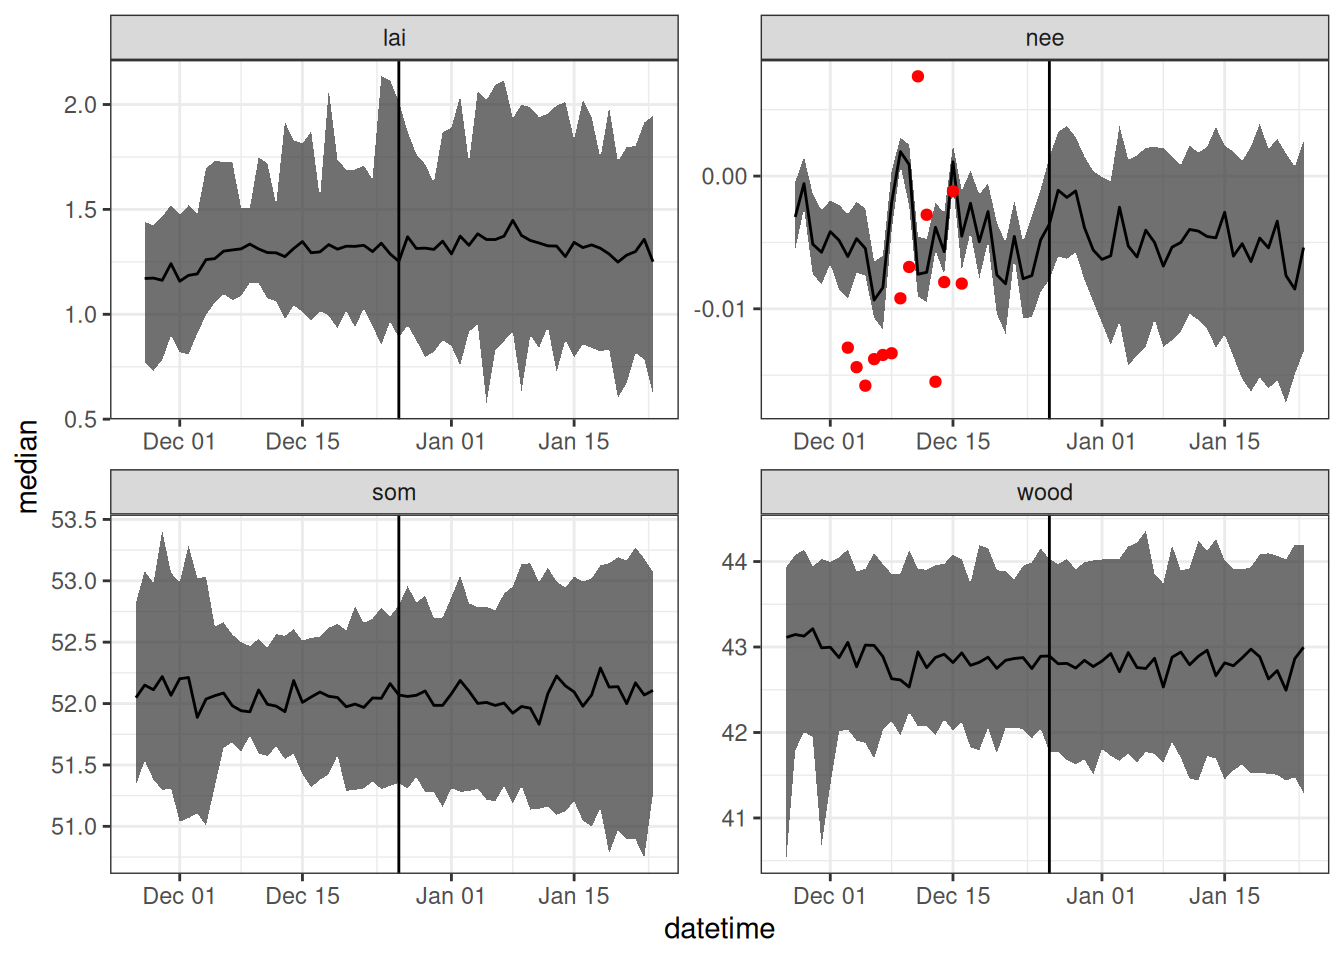 lai
nee
2.0
1.5
1.0
0.5
0.00
-0.01
Dec 01 Dec 15 Jan 01 Jan 15
Dec 01 Dec 15 Jan 01 Jan 15
median
som
wood
53.5
53.0
52.5
52.0
51.5
51.0
44
43
42
41
Dec 01 Dec 15 Jan 01 Jan 15
Dec 01 Dec 15 Jan 01 Jan 15
datetime